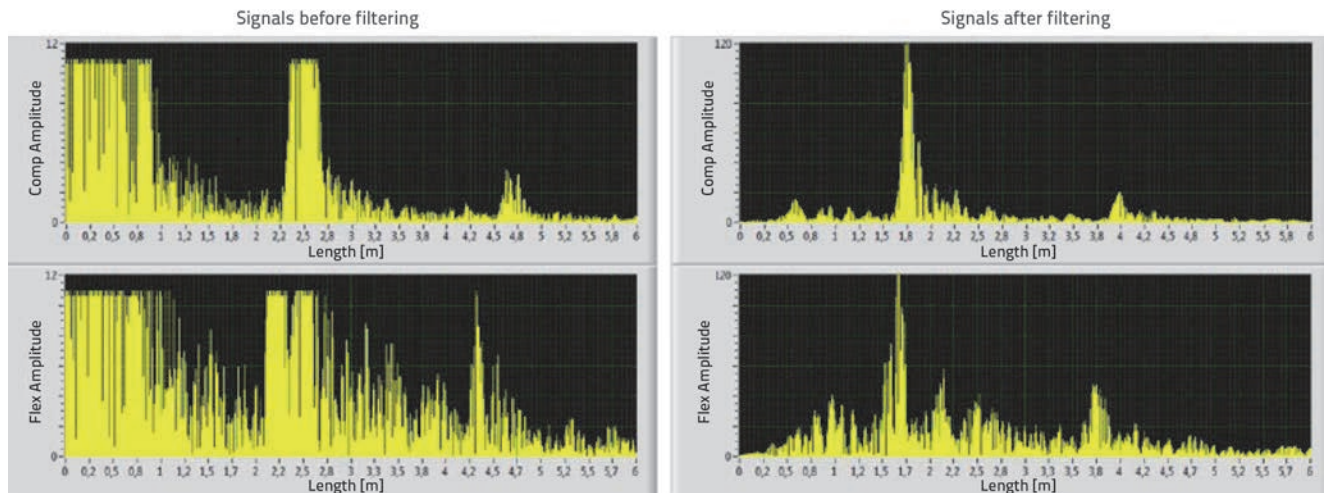 Signals before filtering
Signals after filtering
12
Comp Amplitude
0
0 0,2 0,5 0,8 1 1,2 1,5 1,8 2 2,2 2,5 2,8 3 3,2 3,5 3,8 4 4,2 4,5 4,8 5 5,2 5,5 5,8 6
Length [m]
120
Comp Amplitude
0
0 0,2 0,5 0,8 1 1,2 1,5 1,8 2 2,2 2,5 2,8 3 3,2 3,5 3,8 4 4,2 4,5 4,8 5 5,2 5,5 5,8 6
Length [m]
12
Flex Amplitude
0
0 0,2 0,5 0,8 1 1,2 1,5 1,8 2 2,2 2,5 2,8 3 3,2 3,5 3,8 4 4,2 4,5 4,8 5 5,2 5,5 5,8 6
Length [m]
120
Flex Amplitude
0
0 0,2 0,5 0,8 1 1,2 1,5 1,7 2 2,2 2,5 2,8 3 3,2 3,5 3,8 4 4,2 4,5 4,8 5 5,2 5,5 5,8 6
Length [m]